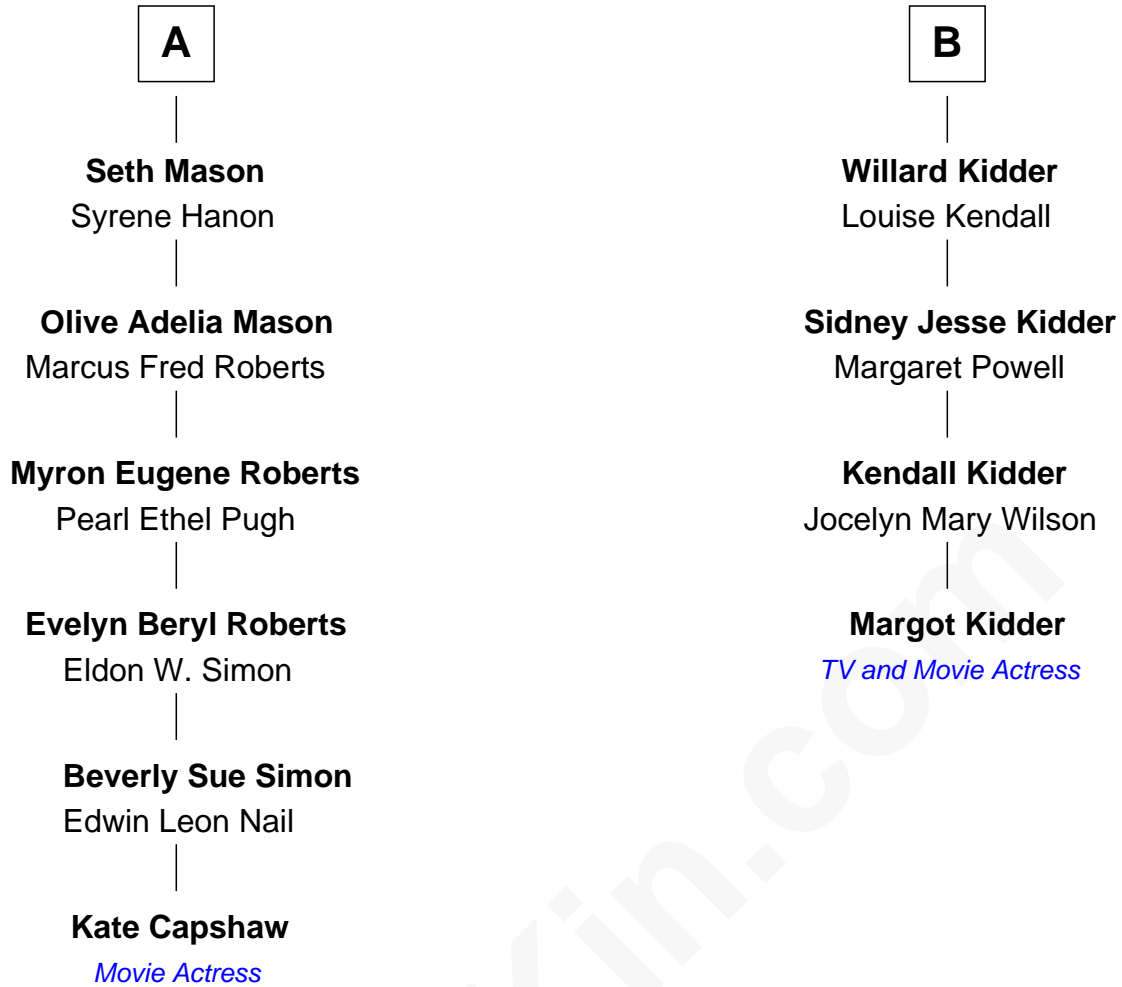 A
Seth Mason
Syrene Hanon
Olive Adelia Mason
Marcus Fred Roberts
Myron Eugene Roberts
Pearl Ethel Pugh
Evelyn Beryl Roberts
Eldon W. Simon
Beverly Sue Simon
Edwin Leon Nail
Kate Capshaw
Movie Actress
B
Willard Kidder
Louise Kendall
Sidney Jesse Kidder
Margaret Powell
Kendall Kidder
Jocelyn Mary Wilson
Margot Kidder
TV and Movie Actress
Kin.com